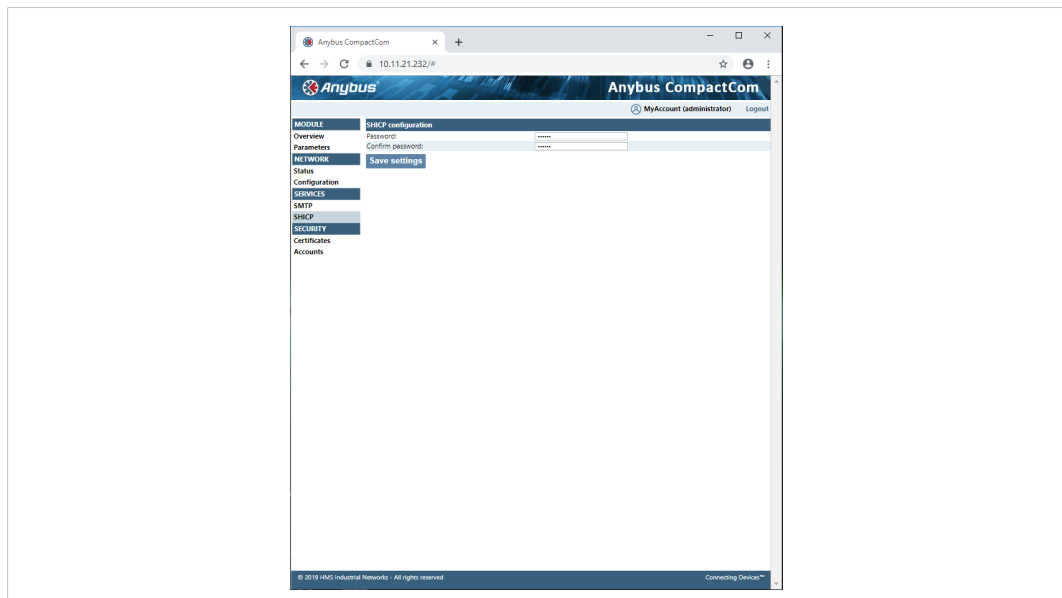 Anybus CompactCom
10.11.21.232/#
Anybus
Anybus CompactCom
MyAccount (administrator) Logout
MODULE
Overview
Parameters
NETWORK
Status
Configuration
SERVICES
SMTP
SHICP
SECURITY
Certificates
Accounts
SHICP configuration
Password: ••••••
Confirm password: ••••••
Save settings
© 2019 HMS Industrial Networks - All rights reserved
Connecting Devices™